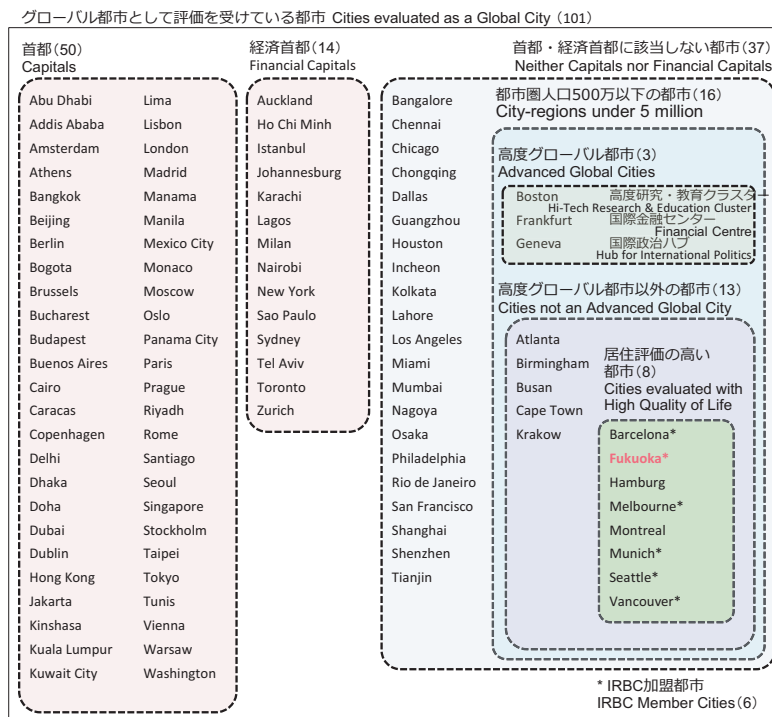 グローバル都市として評価を受けている都市 Cities evaluated as a Global City (101)
首都(50)
Capitals
Abu Dhabi
Addis Ababa
Amsterdam
Athens
Bangkok
Beijing
Berlin
Bogota
Brussels
Bucharest
Budapest
Buenos Aires
Cairo
Caracas
Copenhagen
Delhi
Dhaka
Doha
Dubai
Dublin
Hong Kong
Jakarta
Kinshasa
Kuala Lumpur
Kuwait City
Lima
Lisbon
London
Madrid
Manama
Manila
Mexico City
Monaco
Moscow
Oslo
Panama City
Paris
Prague
Riyadh
Rome
Santiago
Seoul
Singapore
Stockholm
Taipei
Tokyo
Tunis
Vienna
Warsaw
Washington
経済首都(14)
Financial Capitals
Auckland
Ho Chi Minh
Istanbul
Johannesburg
Karachi
Lagos
Milan
Nairobi
New York
Sao Paulo
Sydney
Tel Aviv
Toronto
Zurich
首都・経済首都に該当しない都市(37)
Neither Capitals nor Financial Capitals
Bangalore
Chennai
Chicago
Chongqing
Dallas
Guangzhou
Houston
Incheon
Kolkata
Lahore
Los Angeles
Miami
Mumbai
Nagoya
Osaka
Philadelphia
Rio de Janeiro
San Francisco
Shanghai
Shenzhen
Tianjin
都市圏人口500万以下の都市(16)
City-regions under 5 million
高度グローバル都市(3)
Advanced Global Cities
Boston 高度研究・教育クラスター
Hi-Tech Research & Education Cluster
Frankfurt 国際金融センター
Financial Centre
Geneva 国際政治ハブ
Hub for International Politics
高度グローバル都市以外の都市(13)
Cities not an Advanced Global City
Atlanta
Birmingham
Busan
Cape Town
Krakow
居住評価の高い
都市(8)
Cities evaluated with
High Quality of Life
Barcelona*
Fukuoka*
Hamburg
Melbourne*
Montreal
Munich*
Seattle*
Vancouver*
* IRBC加盟都市
IRBC Member Cities(6)